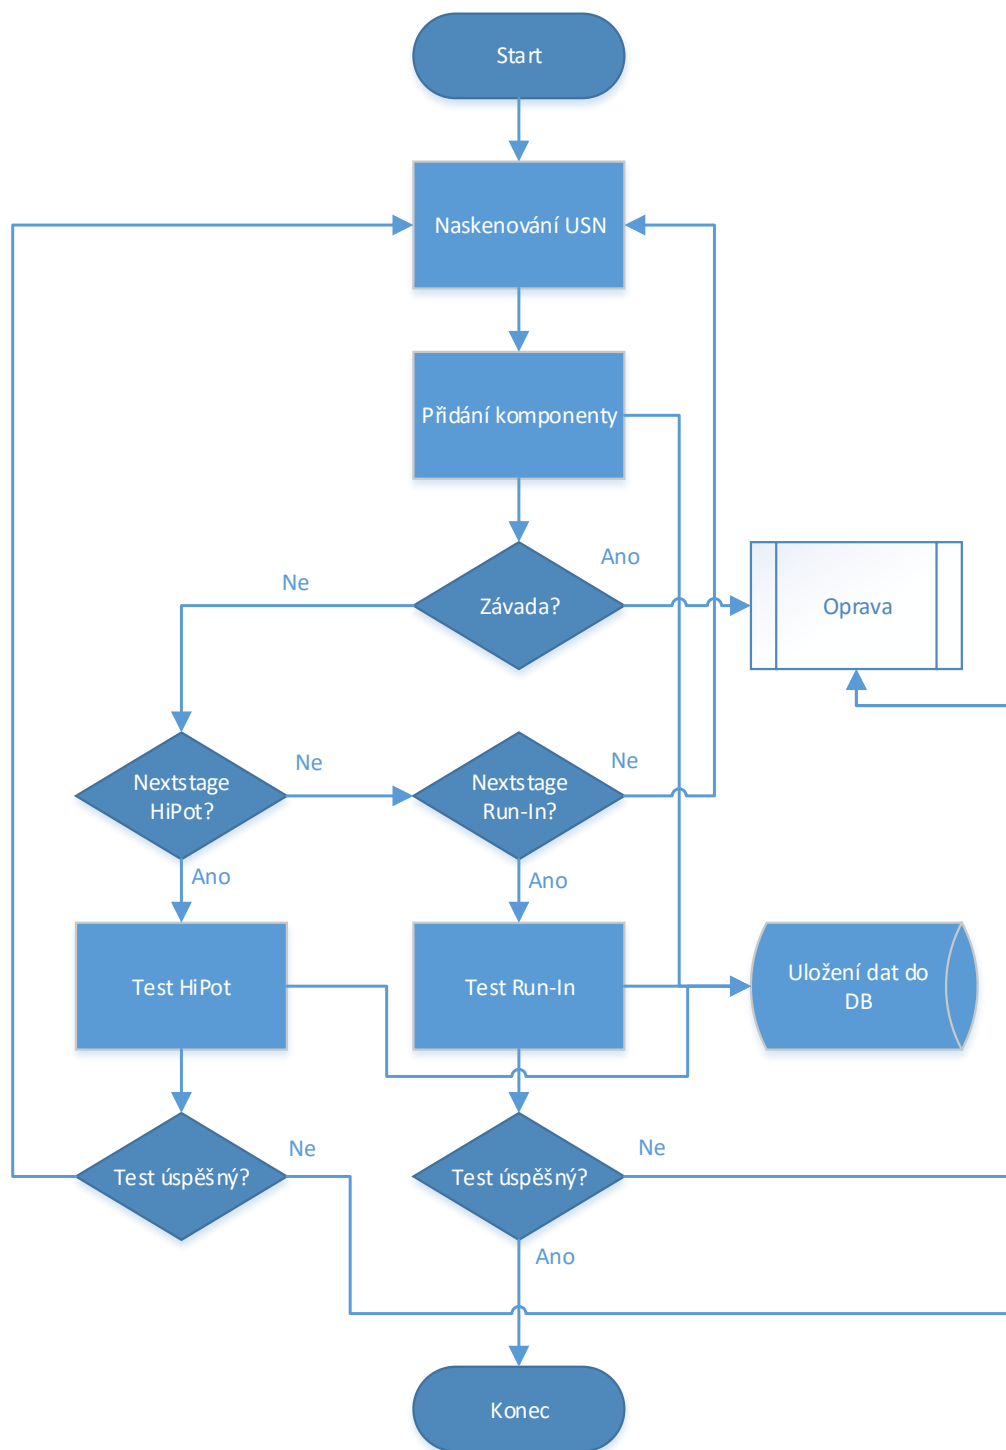 Start
Naskenování USN
Přidání komponenty
Ano
Ne
Závada?
Oprava
Nextstage
HiPot?
Ne
Nextstage
Run-In?
Ne
Ano
Ano
Test HiPot
Test Run-In
Uložení dat do
DB
Test úspěšný?
Ne
Test úspěšný?
Ne
Ano
Konec